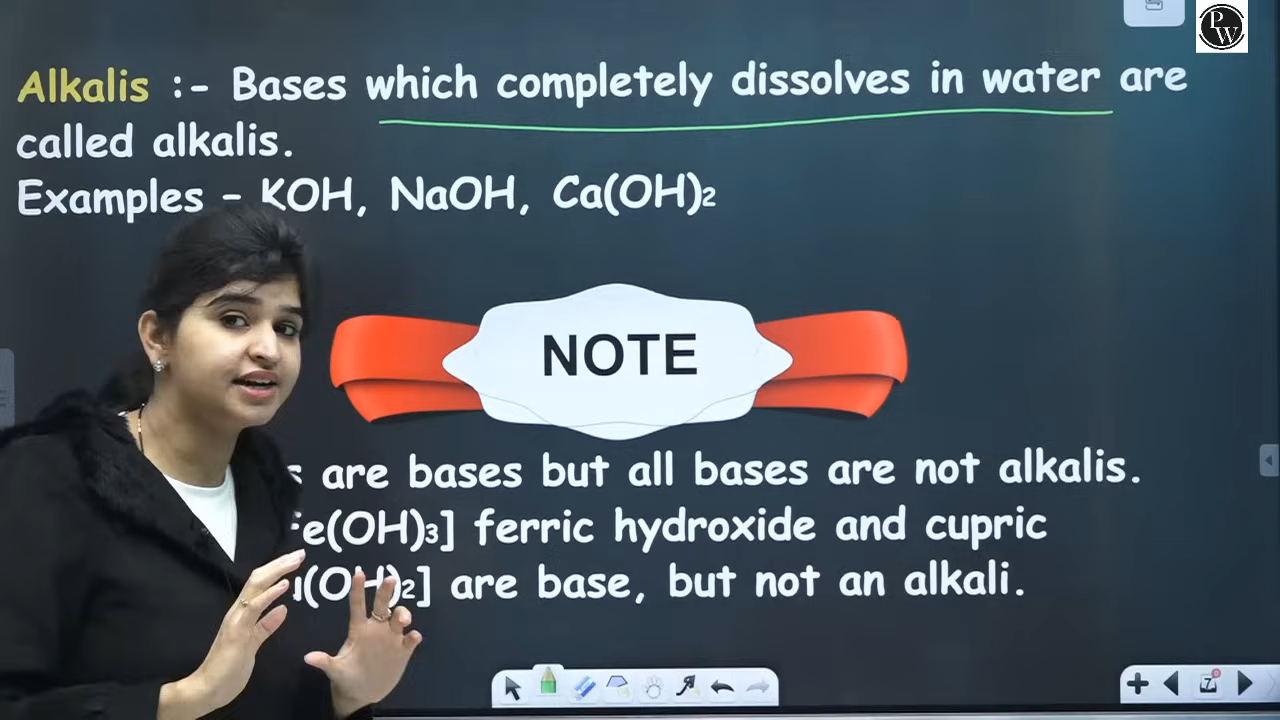 PW
Alkalis :- Bases which completely dissolves in water are
called alkalis.
Examples – KOH, NaOH, Ca(OH)2
NOTE
are bases but all bases are not alkalis.
(OH)3] ferric hydroxide and cupric
(OH)2] are base, but not an alkali.
7